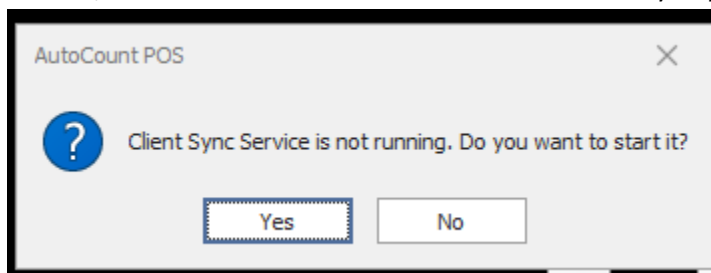 AutoCount POS
Client Sync Service is not running. Do you want to start it?
Yes
No